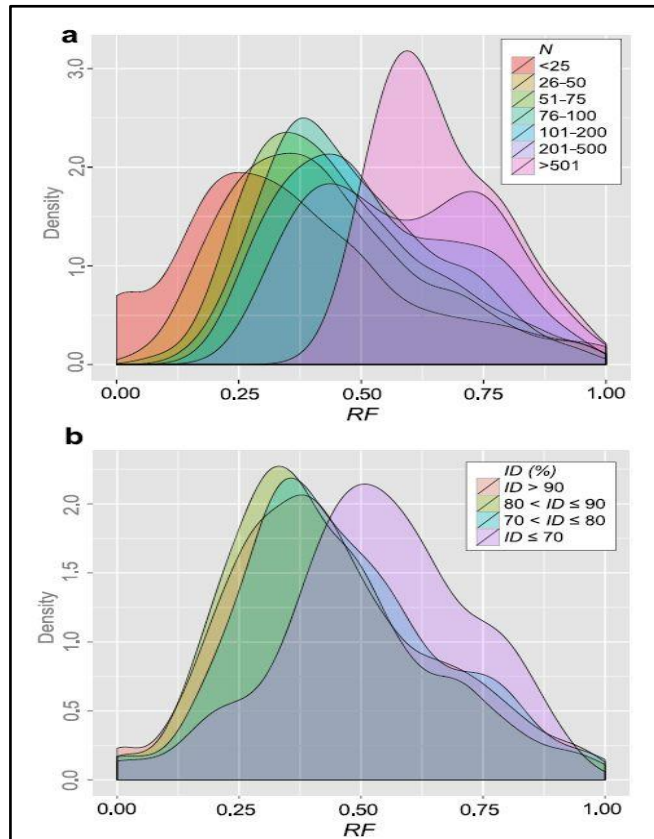 a
N
<25
26–50
51–75
76–100
101–200
201–500
>501
3.0
2.0
1.0
0.0
Density
0.00 0.25 0.50 0.75 1.00
RF
b
ID (%)
ID > 90
80 < ID ≤ 90
70 < ID ≤ 80
ID ≤ 70
2.0
1.5
1.0
0.5
0.0
Density
0.00 0.25 0.50 0.75 1.00
RF